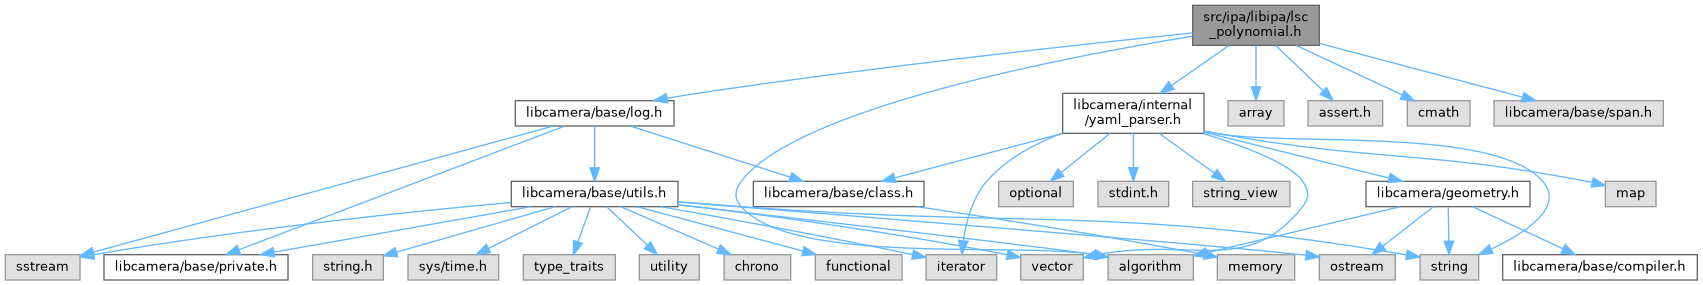 src/ipa/libipa/lsc
_polynomial.h
libcamera/base/log.h
libcamera/internal
/yaml_parser.h
array
assert.h
cmath
libcamera/base/span.h
libcamera/base/utils.h
libcamera/base/class.h
optional
stdint.h
string_view
libcamera/geometry.h
map
sstream
libcamera/base/private.h
string.h
sys/time.h
type_traits
utility
chrono
functional
iterator
vector
algorithm
memory
ostream
string
libcamera/base/compiler.h